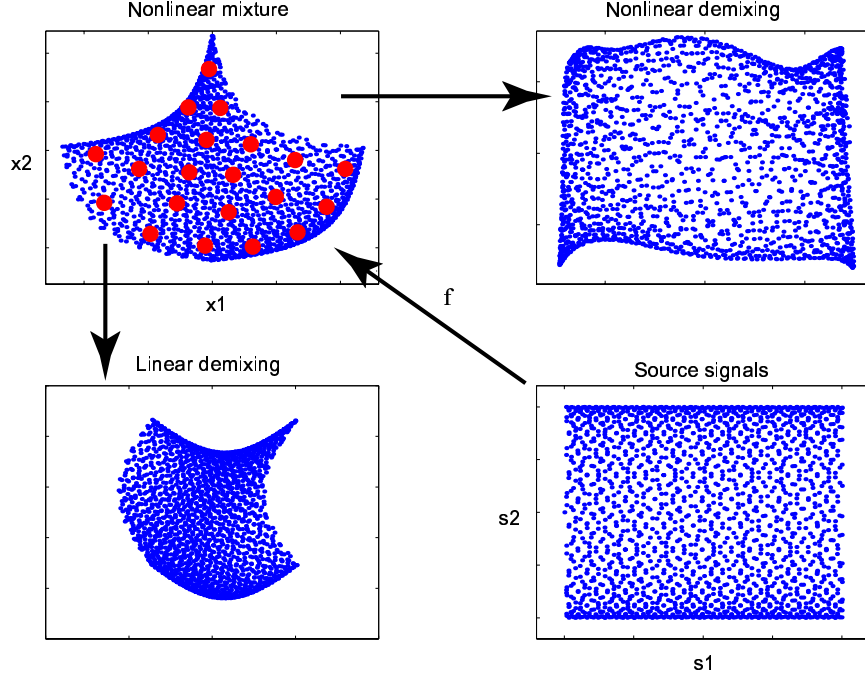 Nonlinear mixture
Nonlinear demixing
x2
x1
f
Linear demixing
Source signals
s2
s1